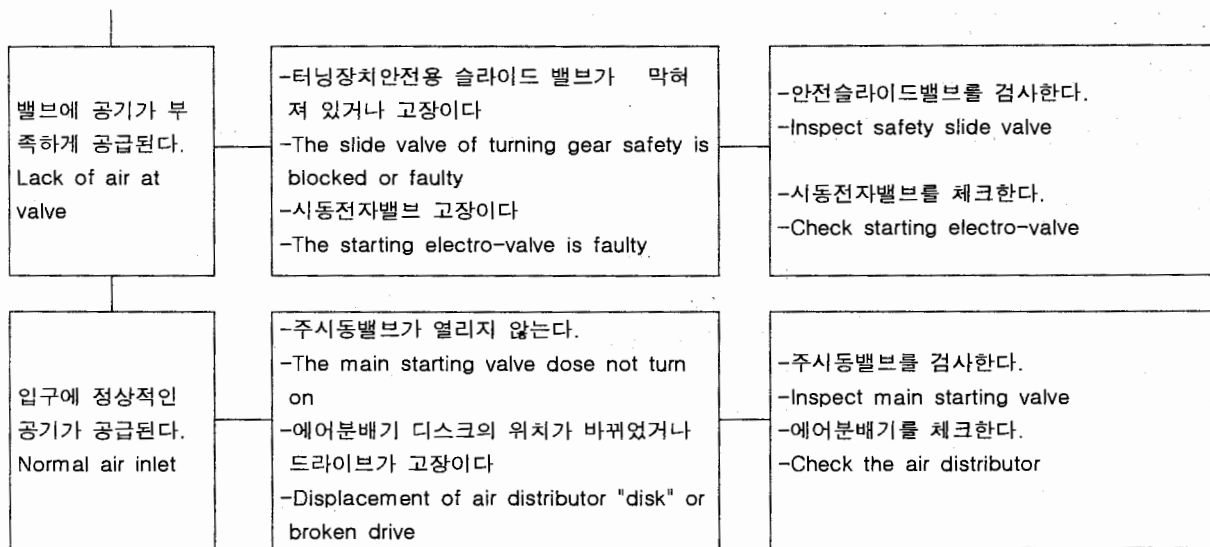 밸브에 공기가 부
족하게 공급된다.
Lack of air at
valve
-터닝장치안전용 슬라이드 밸브가 막혀
져 있거나 고장이다
-The slide valve of turning gear safety is
blocked or faulty
-시동전자밸브 고장이다
-The starting electro-valve is faulty
-안전슬라이드밸브를 검사한다.
-Inspect safety slide valve
-시동전자밸브를 체크한다.
-Check starting electro-valve
입구에 정상적인
공기가 공급된다.
Normal air inlet
-주시동밸브가 열리지 않는다.
-The main starting valve dose not turn
on
-에어분배기 디스크의 위치가 바뀌었거나
드라이브가 고장이다
-Displacement of air distributor "disk" or
broken drive
-주시동밸브를 검사한다.
-Inspect main starting valve
-에어분배기를 체크한다.
-Check the air distributor